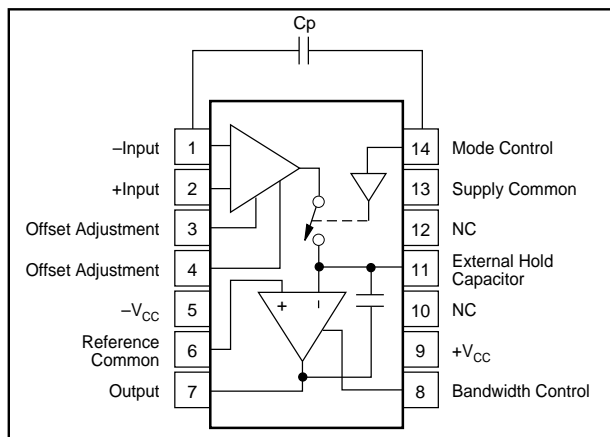 Cp
–Input 1
+Input 2
Offset Adjustment 3
Offset Adjustment 4
–VCC 5
Reference
Common 6
Output 7
14 Mode Control
13 Supply Common
12 NC
11 External Hold
Capacitor
10 NC
9 +VCC
8 Bandwidth Control
+ –